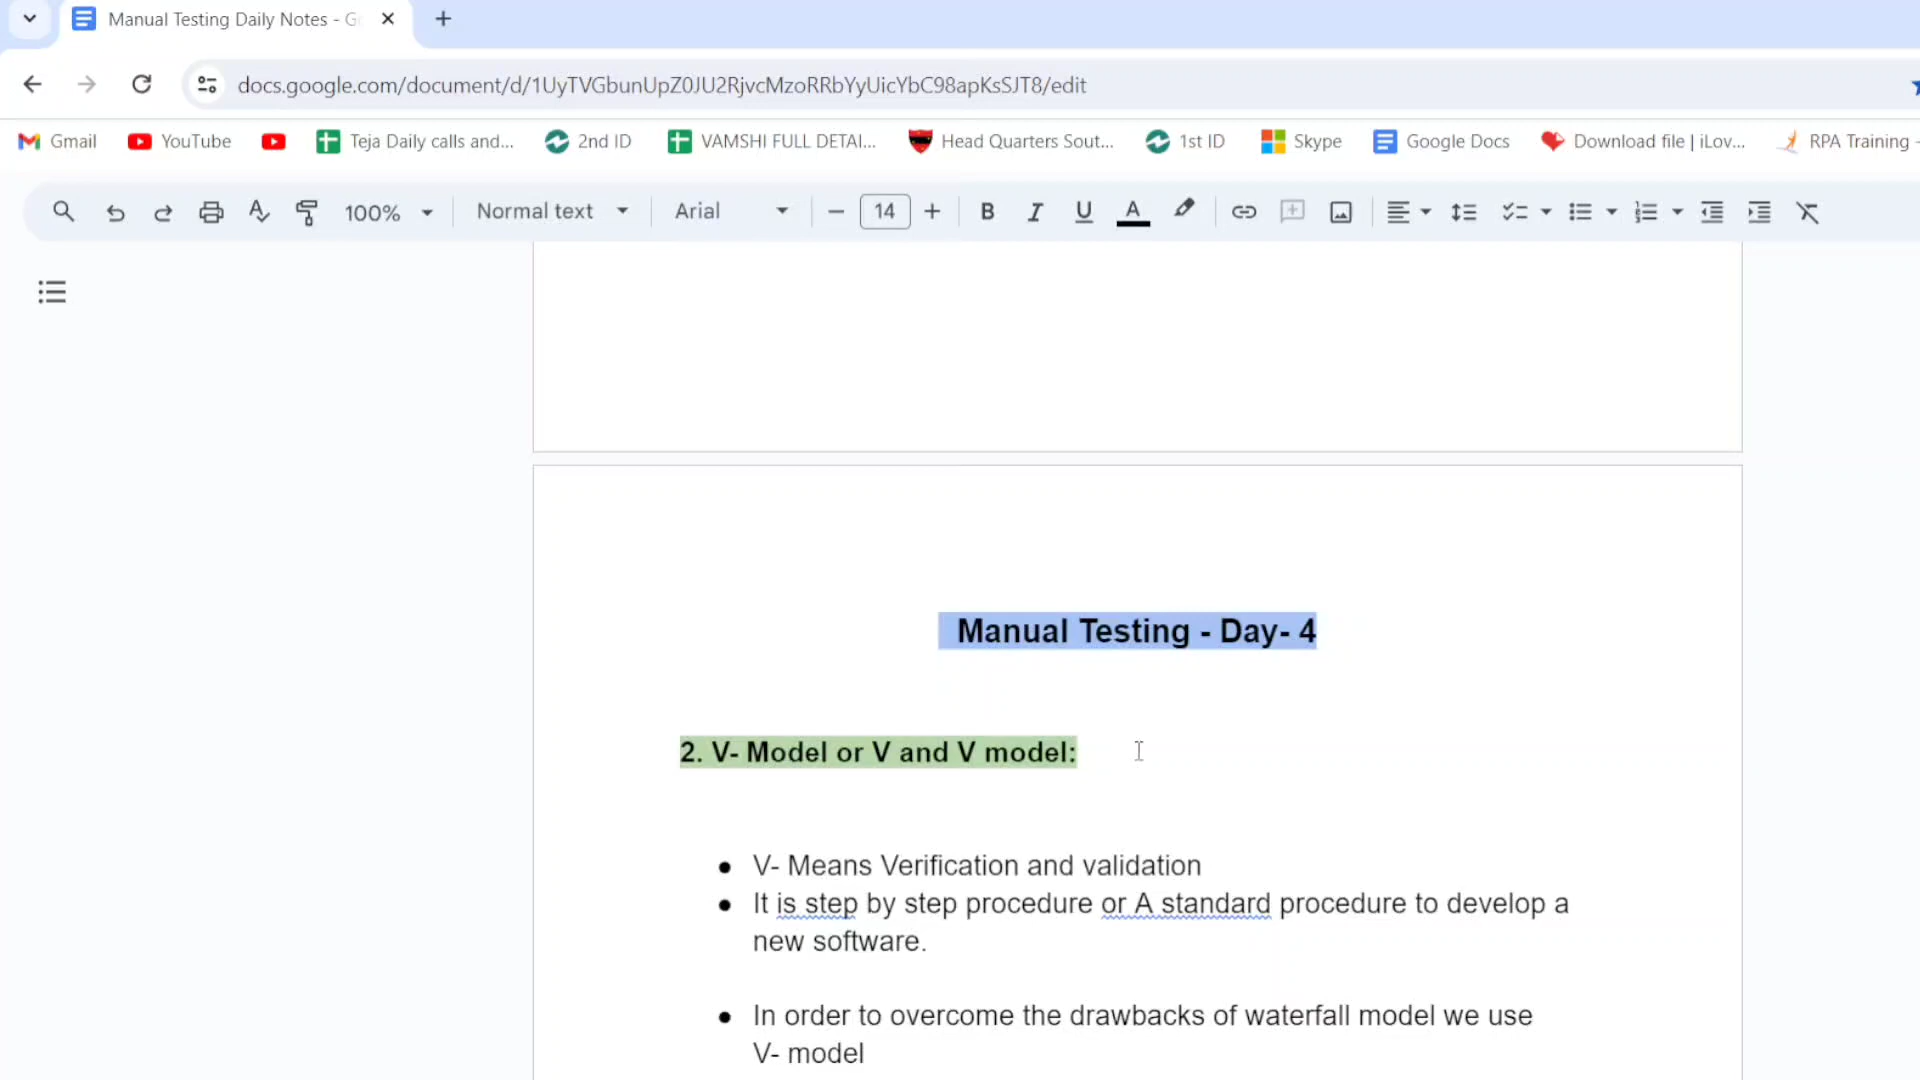 Manual Testing Daily Notes - G
docs.google.com/document/d/1UyTVGbunUpZ0JU2RjvcMzoRRbYyUicYbC98apKsSJT8/edit
Gmail YouTube Teja Daily calls and... 2nd ID VAMSHI FULL DETAI... Head Quarters Sout... 1st ID Skype Google Docs Download file | iLov... RPA Training -
100% Normal text Arial 14 B I U A
Manual Testing - Day- 4
2. V- Model or V and V model:
● V- Means Verification and validation
● It is step by step procedure or A standard procedure to develop a
new software.
● In order to overcome the drawbacks of waterfall model we use
V- model